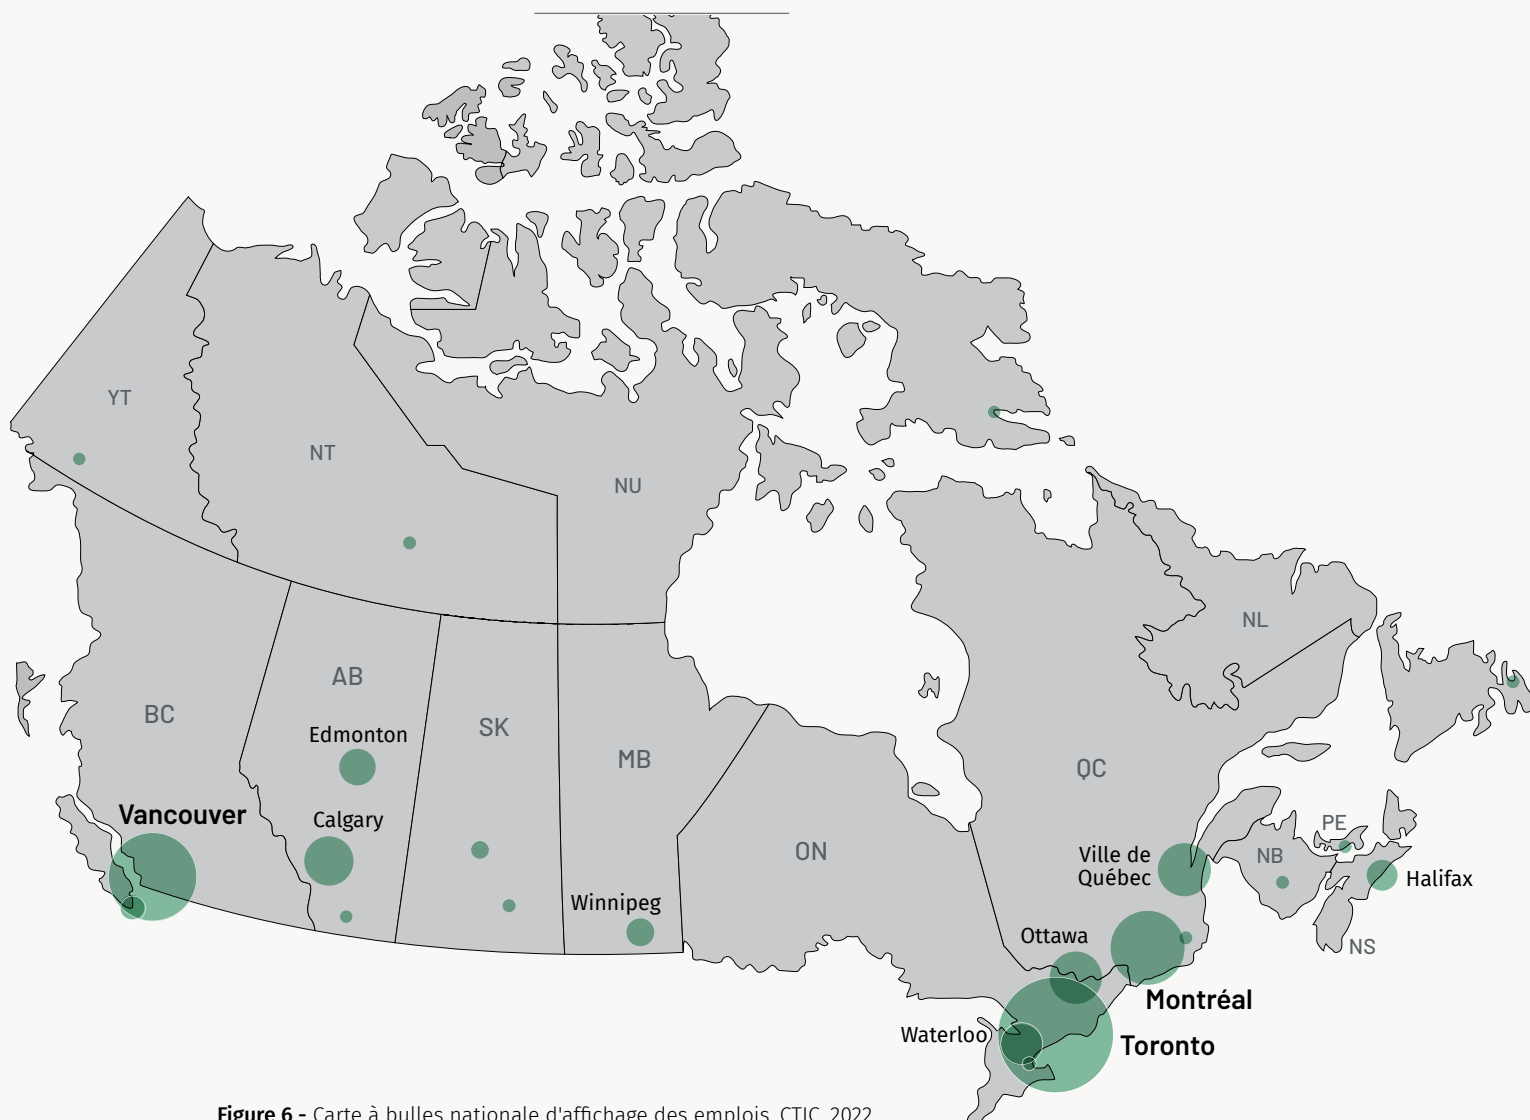 YT
NT
NU
NL
AB
BC
SK
Edmonton
MB
QC
Vancouver
Calgary
PE
ON
Ville de
Québec
NB
Halifax
Winnipeg
Ottawa
NS
Montréal
Waterloo
Toronto
Figure 6 - Carte à bulles nationale d'affichage des emplois, CTIC, 2022